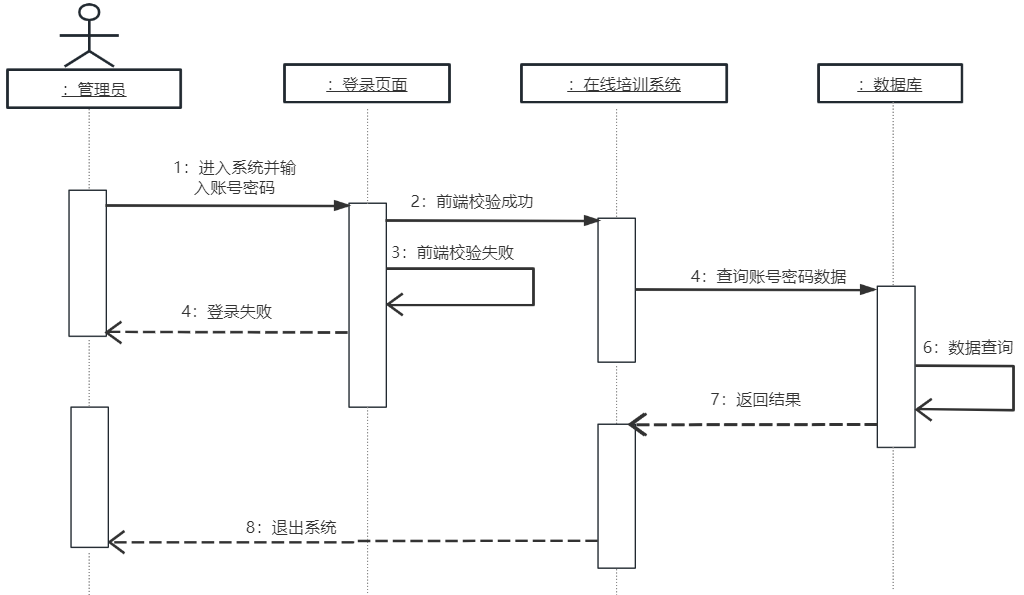 ：管理员
：登录页面
：在线培训系统
：数据库
1：进入系统并输
入账号密码
2：前端校验成功
3：前端校验失败
4：查询账号密码数据
4：登录失败
6：数据查询
7：返回结果
8：退出系统